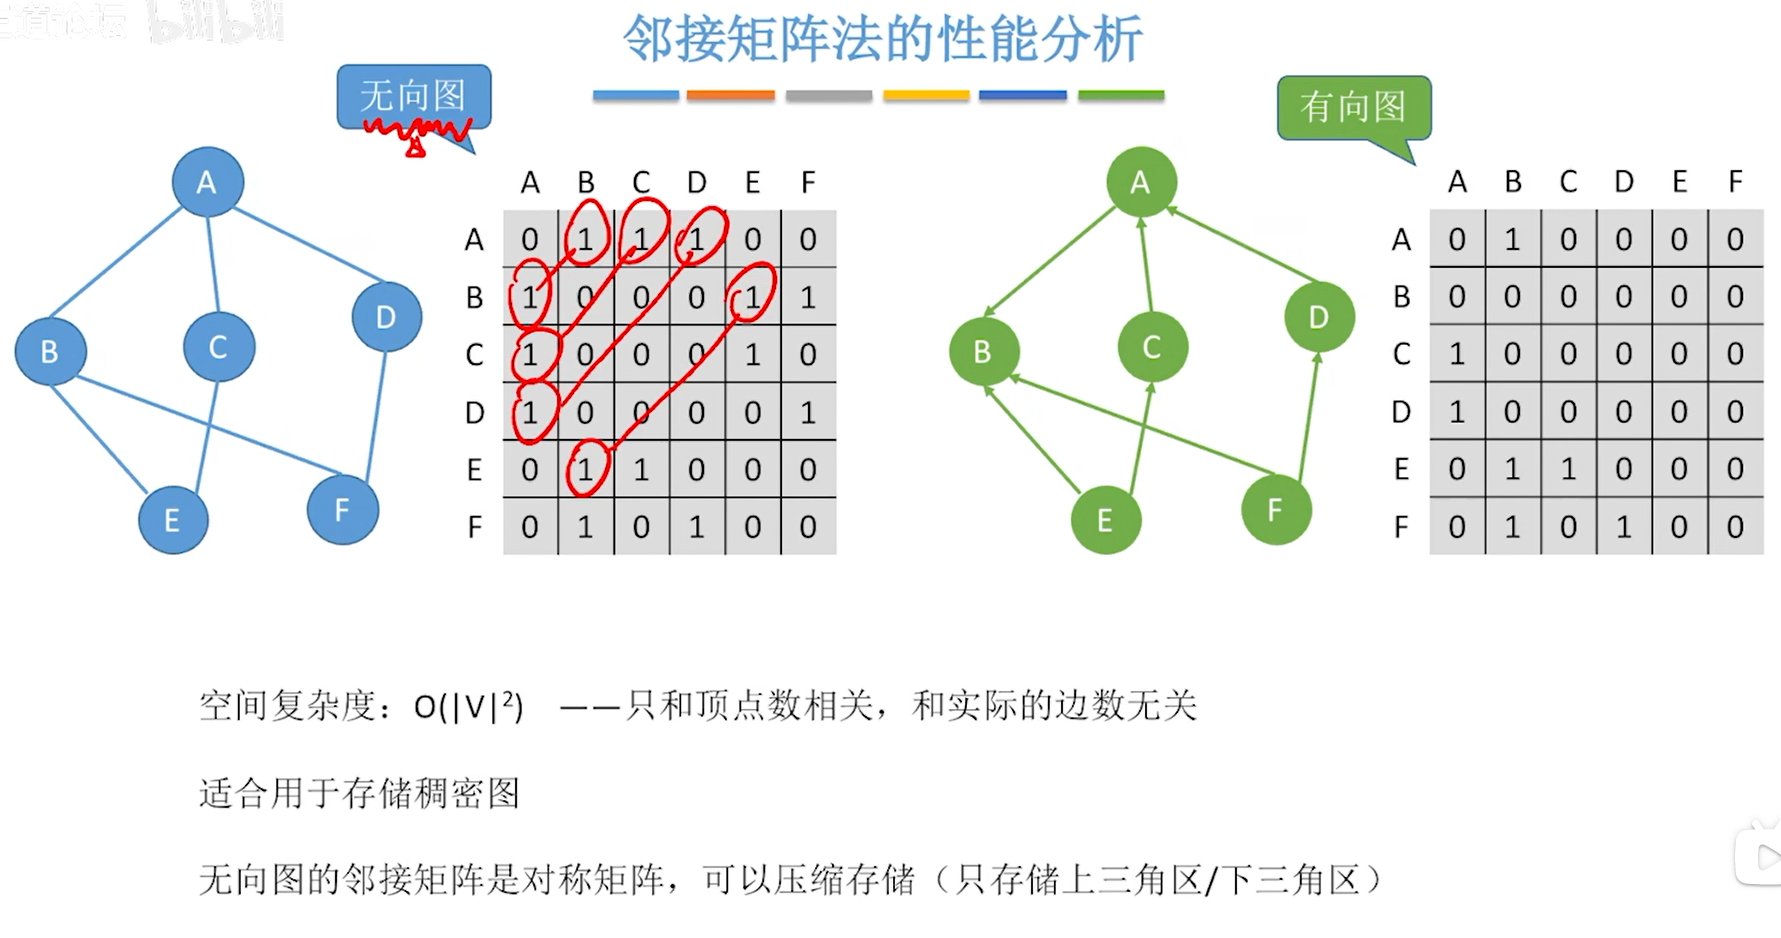 bilibili
邻接矩阵法的性能分析
无向图
有向图
A
B
C
D
E
F
A B C D E F
A 0 1 1 1 0 0
B 1 0 0 0 1 1
C 1 0 0 0 1 0
D 1 0 0 0 0 1
E 0 1 1 0 0 0
F 0 1 0 1 0 0
A
B
C
D
E
F
A B C D E F
A 0 1 0 0 0 0
B 0 0 0 0 0 0
C 1 0 0 0 0 0
D 1 0 0 0 0 0
E 0 1 1 0 0 0
F 0 1 0 1 0 0
空间复杂度：O(|V|²) ——只和顶点数相关，和实际的边数无关
适合用于存储稠密图
无向图的邻接矩阵是对称矩阵，可以压缩存储（只存储上三角区/下三角区）